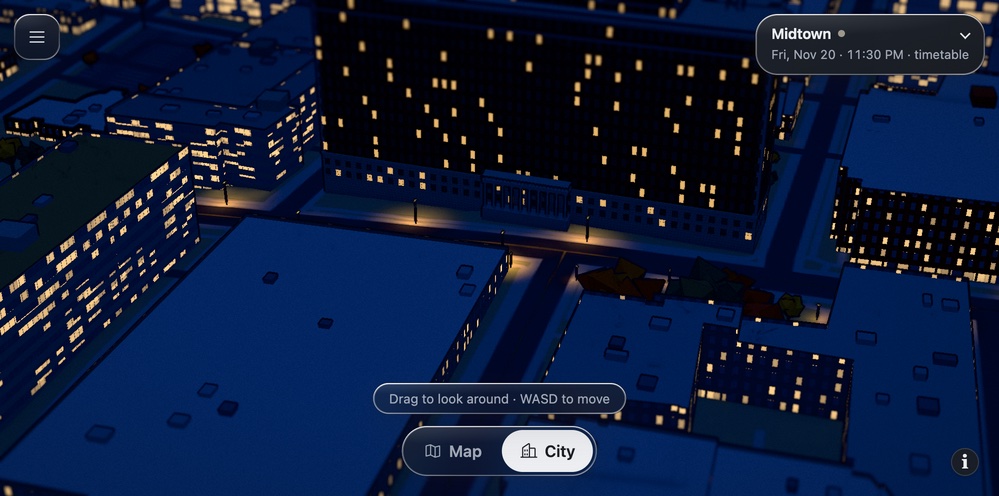 Midtown
Fri, Nov 20 · 11:30 PM · timetable
Drag to look around · WASD to move
Map
City
i